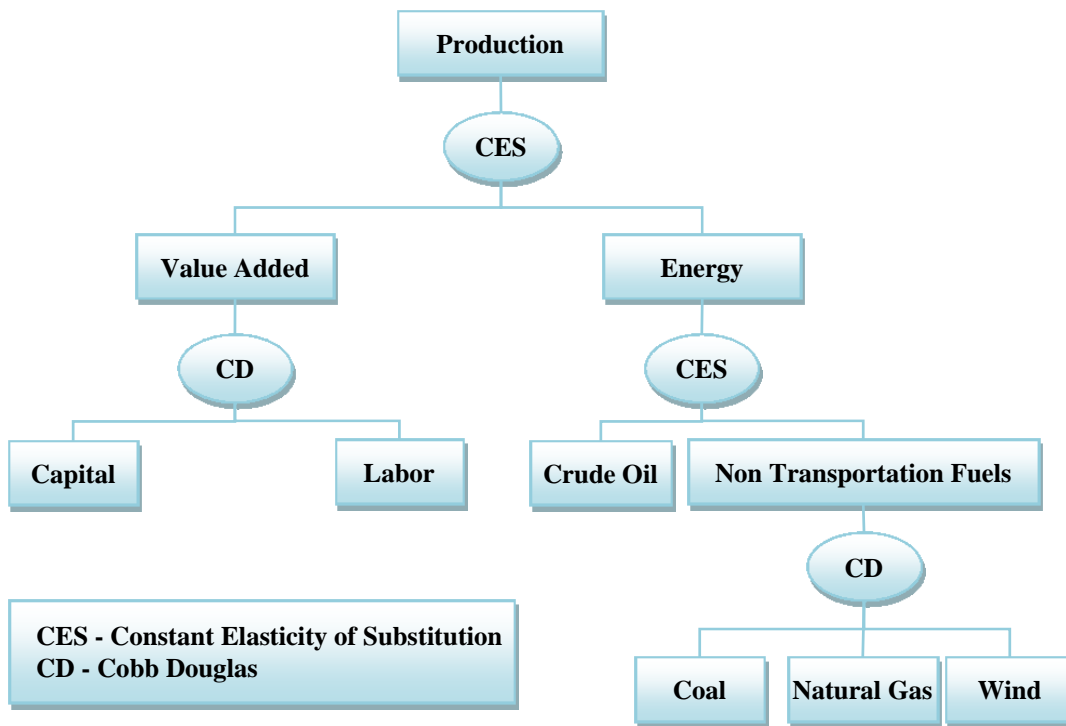 Production
CES
Value Added
Energy
CD
CES
Capital
Labor
Crude Oil
Non Transportation Fuels
CD
CES - Constant Elasticity of Substitution
CD - Cobb Douglas
Coal
Natural Gas
Wind